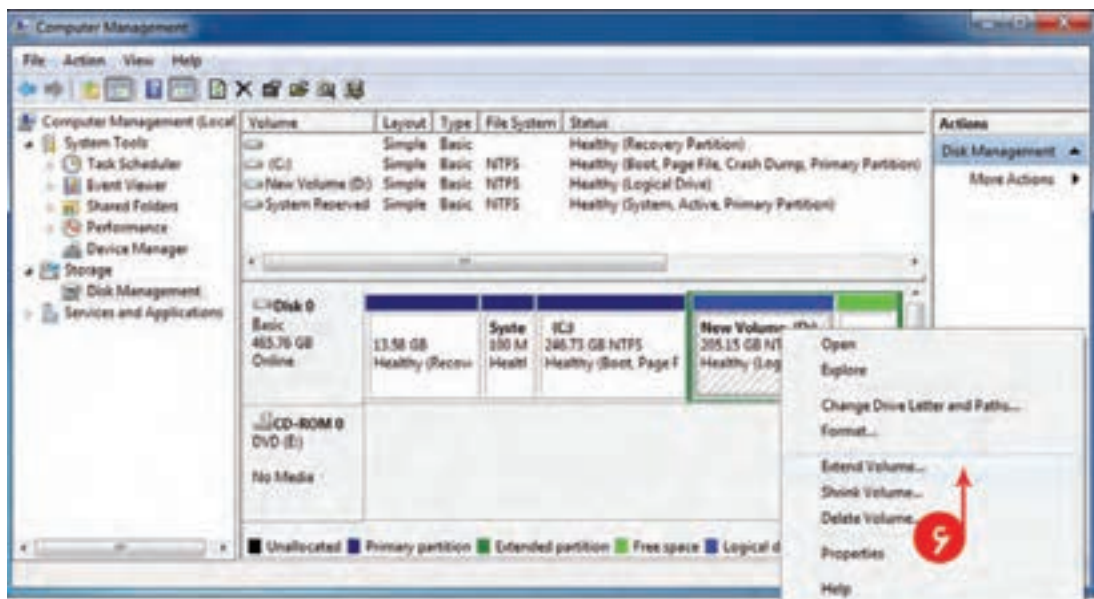 Computer Management
File Action View Help
Computer Management (Local
System Tools
Task Scheduler
Event Viewer
Shared Folders
Performance
Device Manager
Storage
Disk Management
Services and Applications
Volume Layout Type File System Status
Simple Basic Healthy (Recovery Partition)
(C:) Simple Basic NTFS Healthy (Boot, Page File, Crash Dump, Primary Partition)
New Volume (D:) Simple Basic NTFS Healthy (Logical Drive)
System Reserved Simple Basic NTFS Healthy (System, Active, Primary Partition)
Actions
Disk Management
More Actions
Disk 0
Basic
465.76 GB
Online
13.58 GB
Healthy (Recov
Syste
100 M
Healtl
(C:)
246.73 GB NTFS
Healthy (Boot, Page F
New Volume (D:)
205.15 GB NT
Healthy (Log
CD-ROM 0
DVD (E:)
No Media
Unallocated Primary partition Extended partition Free space Logical d
Open
Explore
Change Drive Letter and Paths...
Format...
Extend Volume...
Shrink Volume...
Delete Volume...
Properties
Help
۶